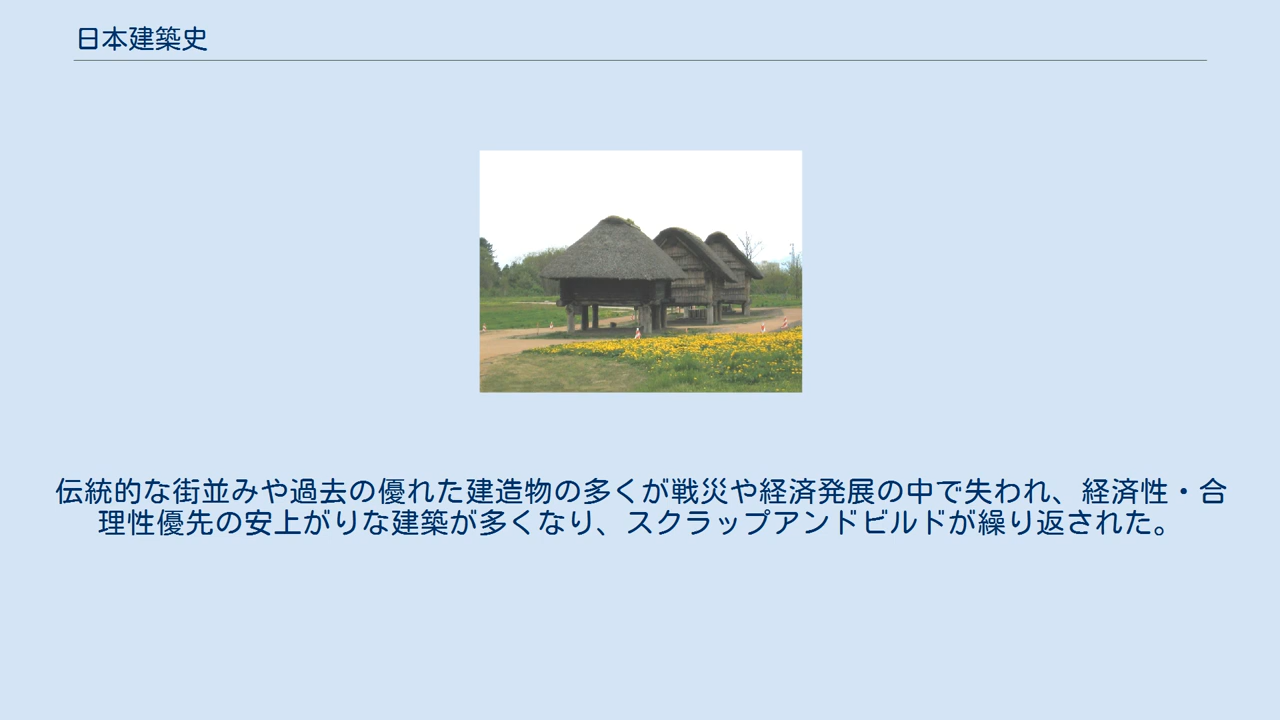 日本建築史
伝統的な街並みや過去の優れた建造物の多くが戦災や経済発展の中で失われ、経済性・合
理性優先の安上がりな建築が多くなり、スクラップアンドビルドが繰り返された。